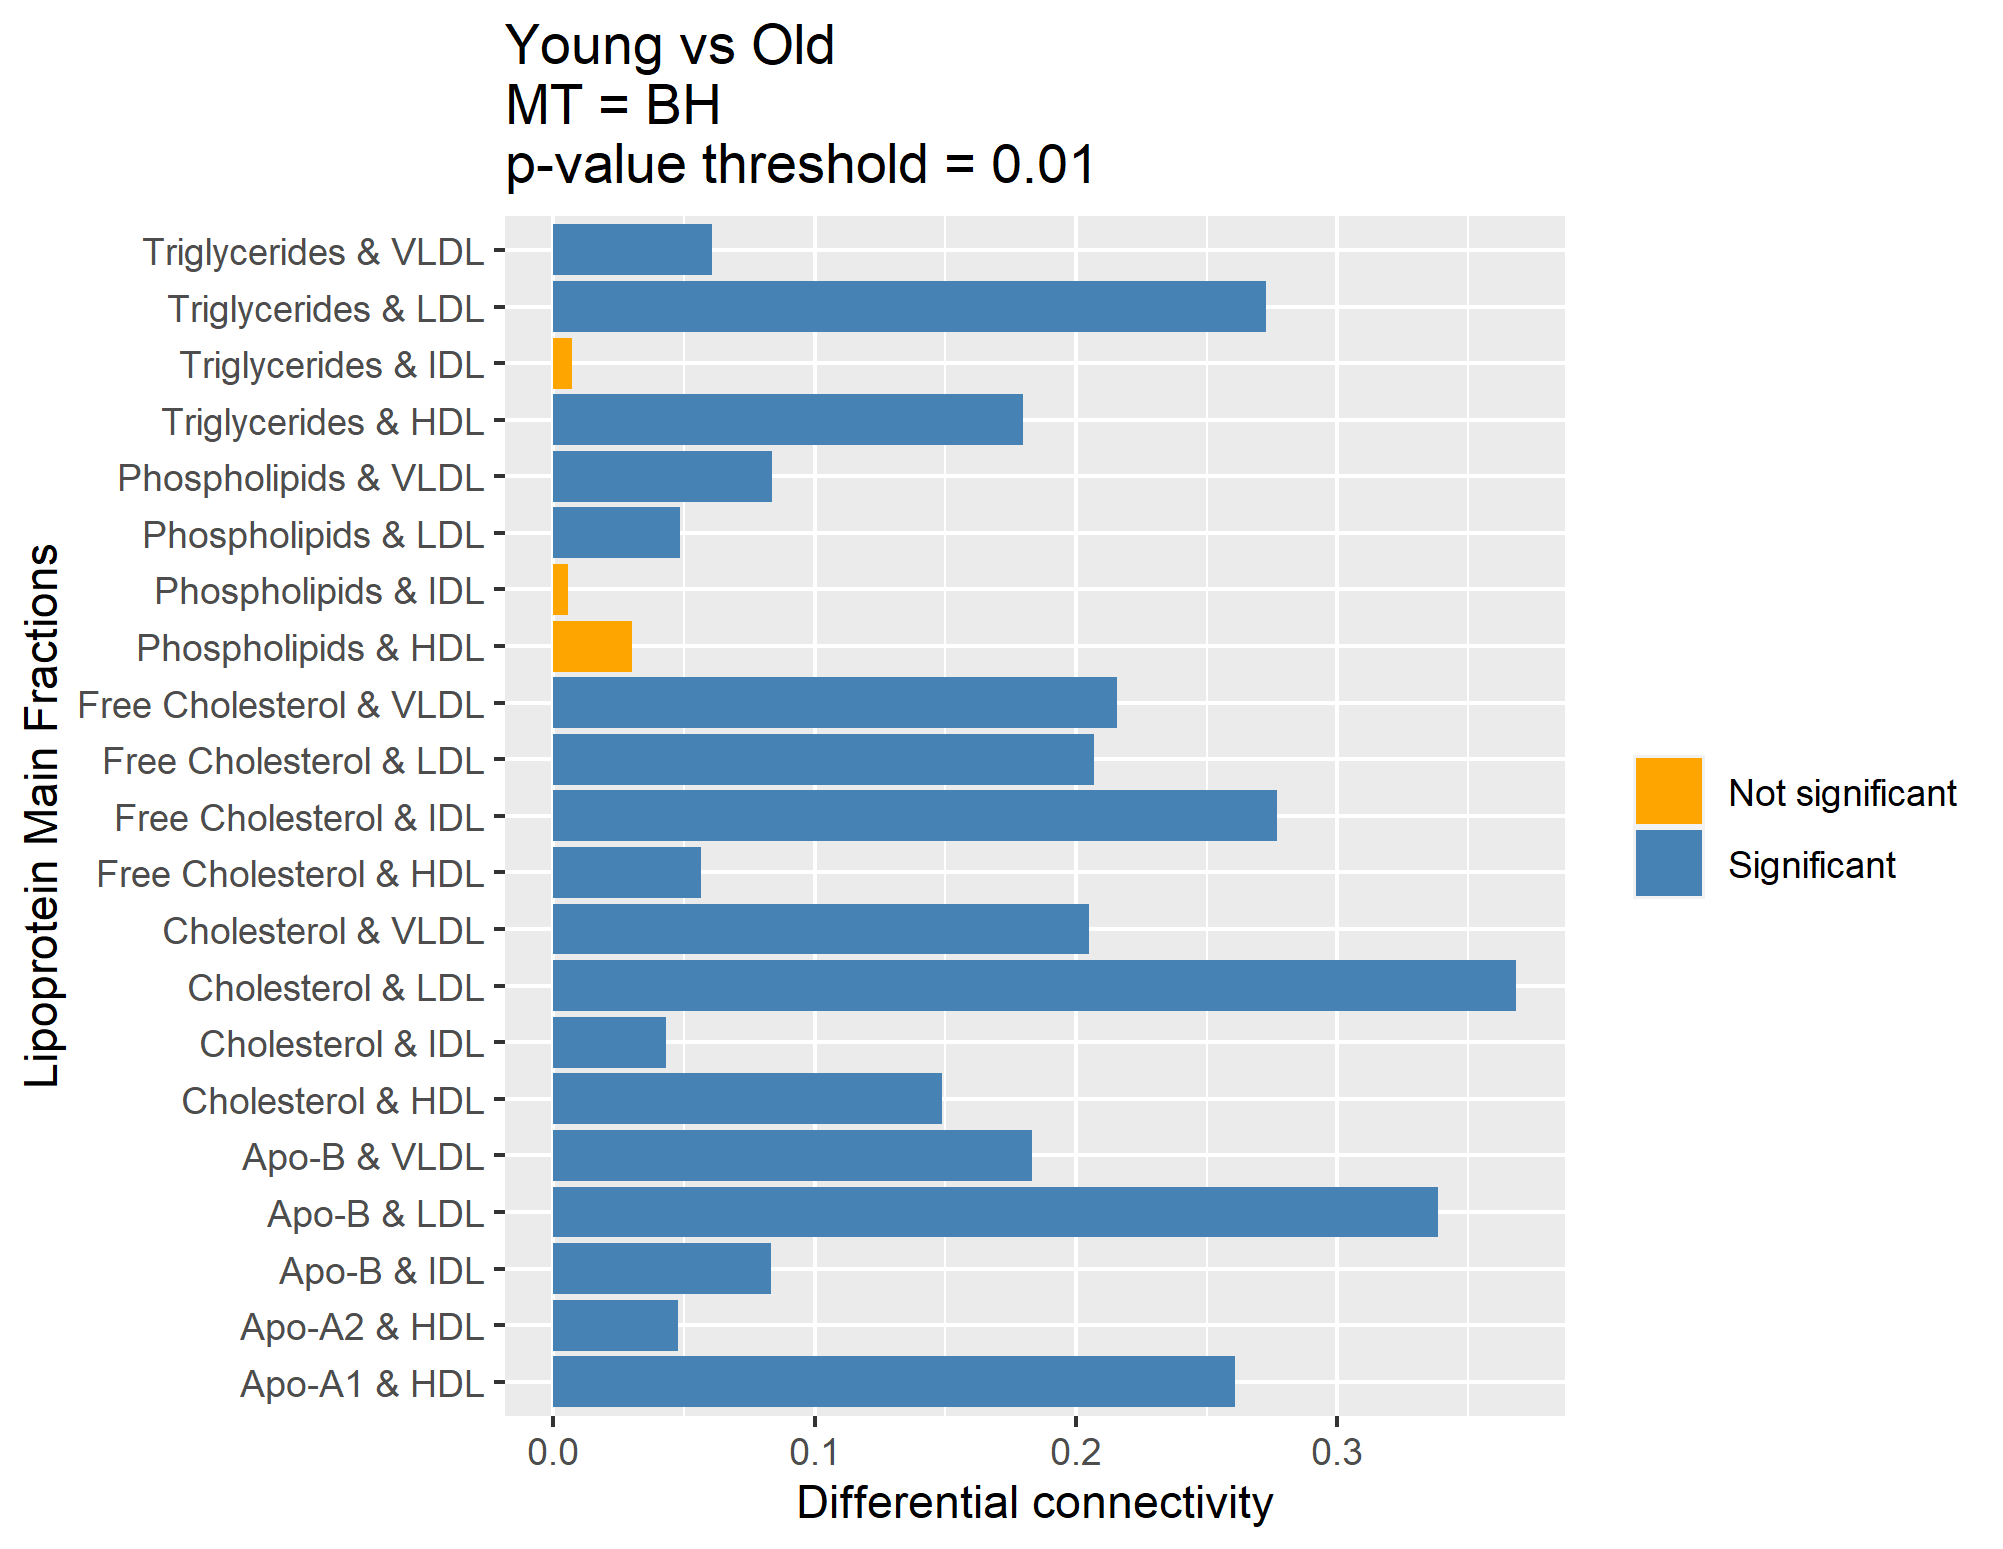 Young vs Old
MT = BH
p-value threshold = 0.01
Lipoprotein Main Fractions
Triglycerides & VLDL
Triglycerides & LDL
Triglycerides & IDL
Triglycerides & HDL
Phospholipids & VLDL
Phospholipids & LDL
Phospholipids & IDL
Phospholipids & HDL
Free Cholesterol & VLDL
Free Cholesterol & LDL
Free Cholesterol & IDL
Free Cholesterol & HDL
Cholesterol & VLDL
Cholesterol & LDL
Cholesterol & IDL
Cholesterol & HDL
Apo-B & VLDL
Apo-B & LDL
Apo-B & IDL
Apo-A2 & HDL
Apo-A1 & HDL
0.0 0.1 0.2 0.3
Differential connectivity
Not significant
Significant